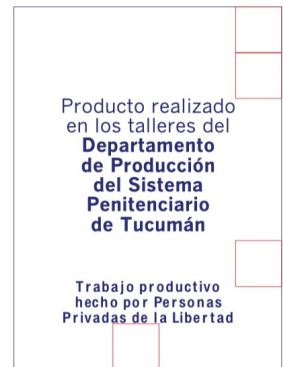 Producto realizado
en los talleres del
Departamento
de Producción
del Sistema
Penitenciario
de Tucumán
Trabajo productivo
hecho por Personas
Privadas de la Libertad